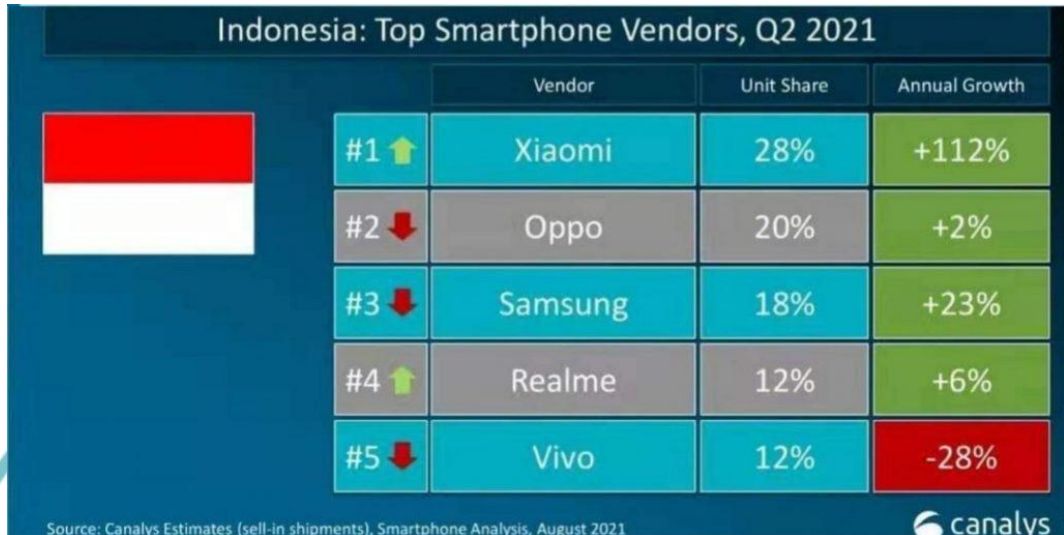 Indonesia: Top Smartphone Vendors, Q2 2021
Vendor Unit Share Annual Growth
#1 Xiaomi 28% +112%
#2 Oppo 20% +2%
#3 Samsung 18% +23%
#4 Realme 12% +6%
#5 Vivo 12% -28%
Source: Canalys Estimates (sell-in shipments), Smartphone Analysis, August 2021
canalys